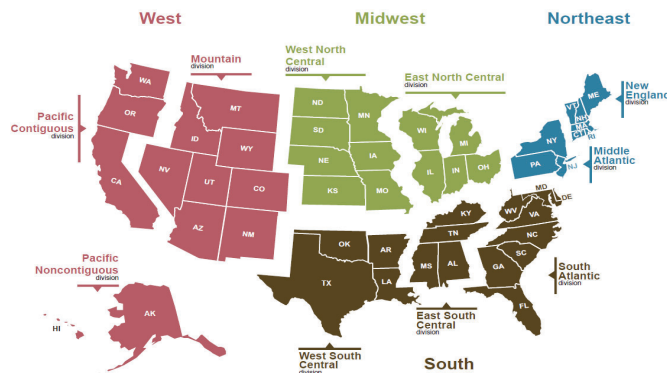 West
Midwest
Northeast
Mountain
division
West North
Central
division
East North Central
division
New
England
division
Pacific
Contiguous
division
Middle
Atlantic
division
WA
OR
CA
MT
ID
WY
NV
UT
CO
AZ
NM
ND
SD
NE
KS
MN
IA
MO
WI
MI
IL
IN
OH
ME
VT
NH
MA
CT
RI
NY
PA
NJ
MD
DE
WV
VA
KY
TN
NC
SC
GA
FL
MS
AL
OK
AR
TX
LA
Pacific
Noncontiguous
division
HI
AK
South
Atlantic
division
East South
Central
division
West South
Central
division
South